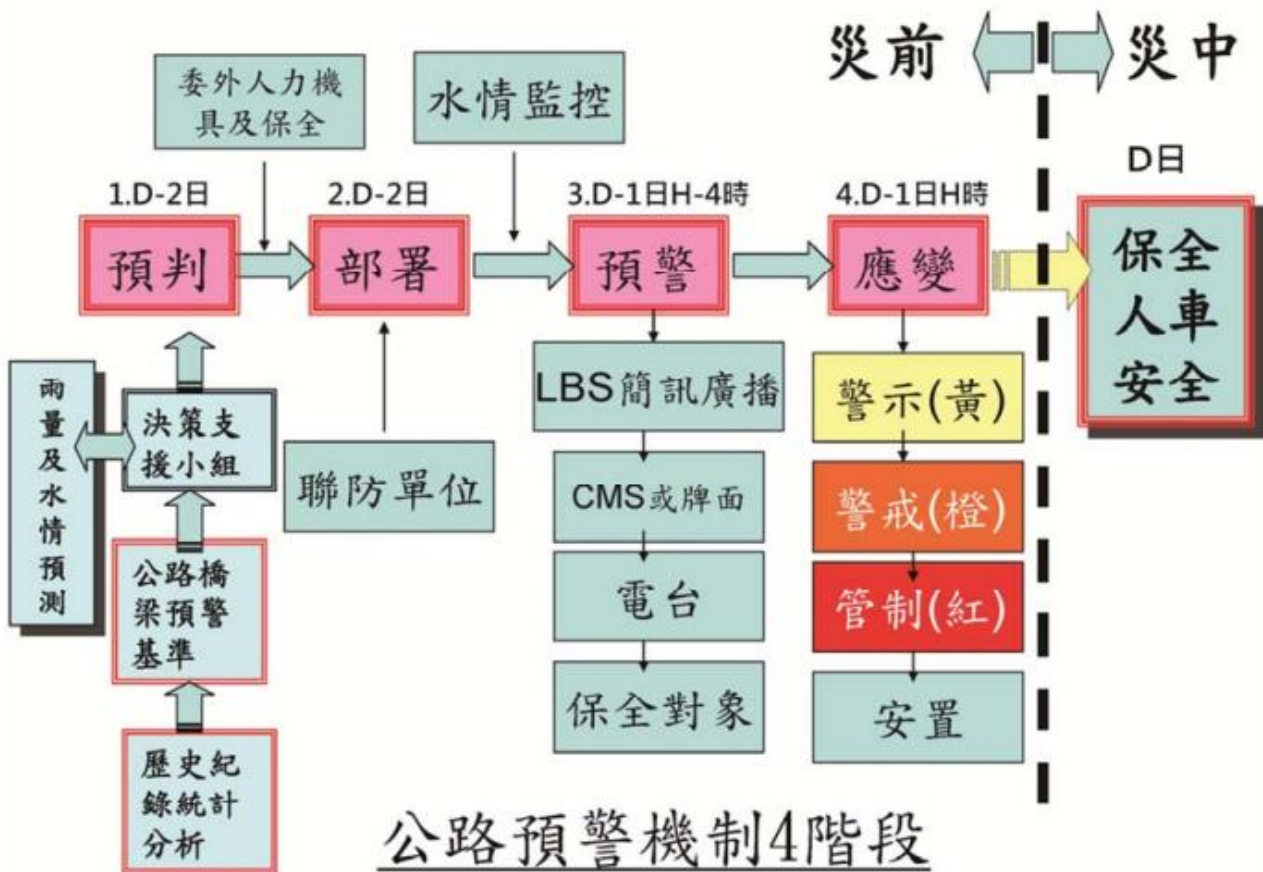 災前
災中
委外人力機
具及保全
水情監控
D日
1.D-2日
2.D-2日
3.D-1日H-4時
4.D-1日H時
預判
部署
預警
應變
保全
人車
安全
雨
量
及
水
情
預
測
決策支
援小組
聯防單位
LBS簡訊廣播
警示(黃)
CMS或牌面
警戒(橙)
公路橋
梁預警
基準
電台
管制(紅)
保全對象
安置
歷史紀
錄統計
分析
公路預警機制4階段